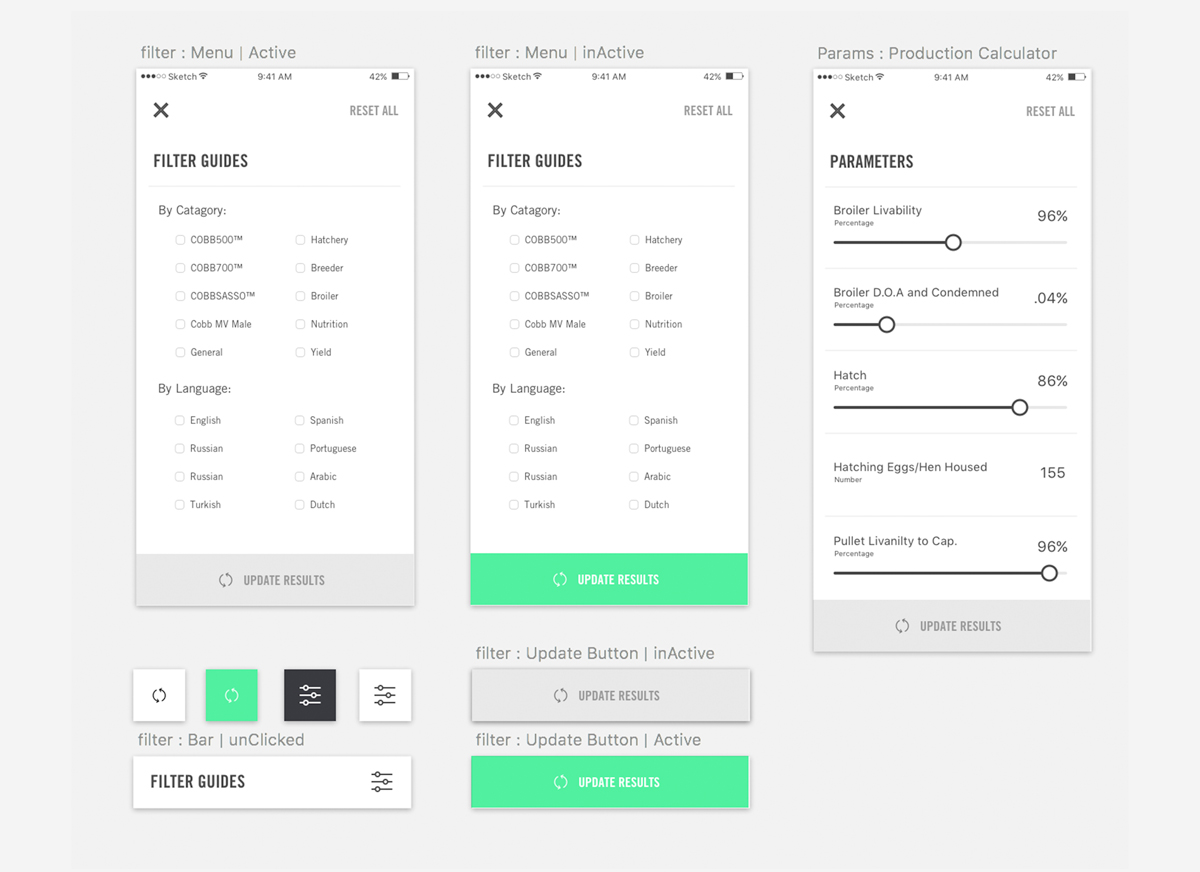 filter : Menu | Active
Sketch
9:41 AM
42%
RESET ALL
FILTER GUIDES
By Catagory:
COBB500™
Hatchery
COBB700™
Breeder
COBBSASSO™
Broiler
Cobb MV Male
Nutrition
General
Yield
By Language:
English
Spanish
Russian
Portuguese
Russian
Arabic
Turkish
Dutch
UPDATE RESULTS
filter : Menu | inActive
Sketch
9:41 AM
42%
RESET ALL
FILTER GUIDES
By Catagory:
COBB500™
Hatchery
COBB700™
Breeder
COBBSASSO™
Broiler
Cobb MV Male
Nutrition
General
Yield
By Language:
English
Spanish
Russian
Portuguese
Russian
Arabic
Turkish
Dutch
UPDATE RESULTS
Params : Production Calculator
Sketch
9:41 AM
42%
RESET ALL
PARAMETERS
Broiler Livability
Percentage
96%
Broiler D.O.A and Condemned
Percentage
.04%
Hatch
Percentage
86%
Hatching Eggs/Hen Housed
Number
155
Pullet Livanilty to Cap.
Percentage
96%
UPDATE RESULTS
filter : Bar | unClicked
FILTER GUIDES
filter : Update Button | inActive
UPDATE RESULTS
filter : Update Button | Active
UPDATE RESULTS